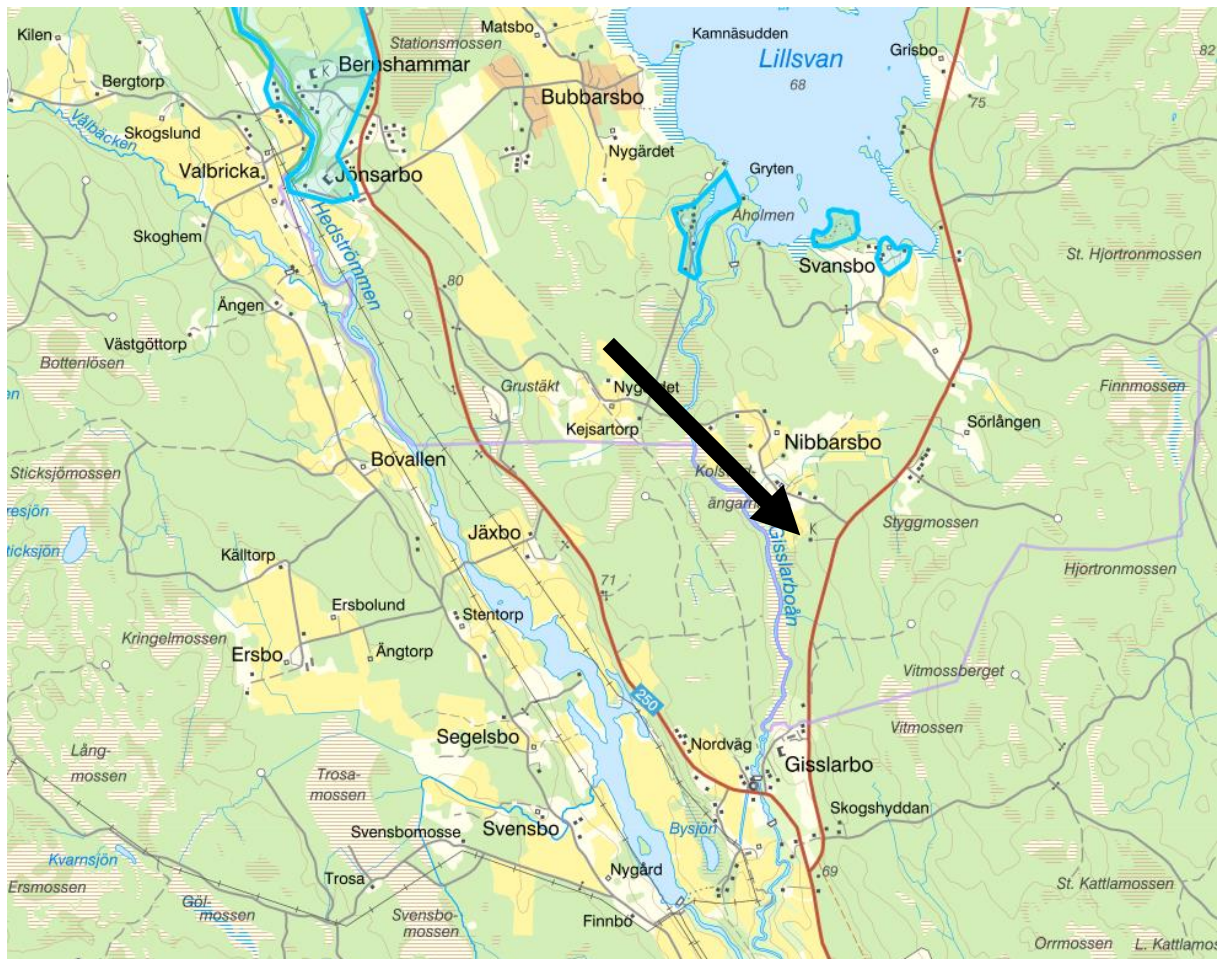 Kilen
Matsbo
Kamnäsudden
Lillsvan
Grisbo
82
Stationsmossen
68
Bergtorp
K
Bernshammar
Bubbarsbo
75
Vålbäcken
Skogslund
Nygärdet
Valbricka
Jönsarbo
Gryten
Aholmen
Skoghem
Hedströmmen
Svansbo
St. Hjortronmossen
80
Ängen
Västgöttorp
Bottenlösen
Grustäkt
Kejsartorp
Finnmossen
Sörlången
Nibbarsbo
Bovallen
Sticksjömossen
Styggmossen
K
Jäxbo
Gisslarboån
Källtorp
71
Hjortronmossen
Ersbolund
Stentorp
Kringelmossen
Ersbo
Ängtorp
Vitmossberget
250
Vitmossen
Segelsbo
Nordväg
Lång-
mossen
Gisslarbo
Trosa-
mossen
Skogshyddan
Svensbomosse
Svensbo
Bysjön
Kvarnsjön
Nygård
69
Trosa
Ersmossen
Göl-
mossen
St. Kattlamossen
Svensbo-
mossen
Finnbo
Orrmossen